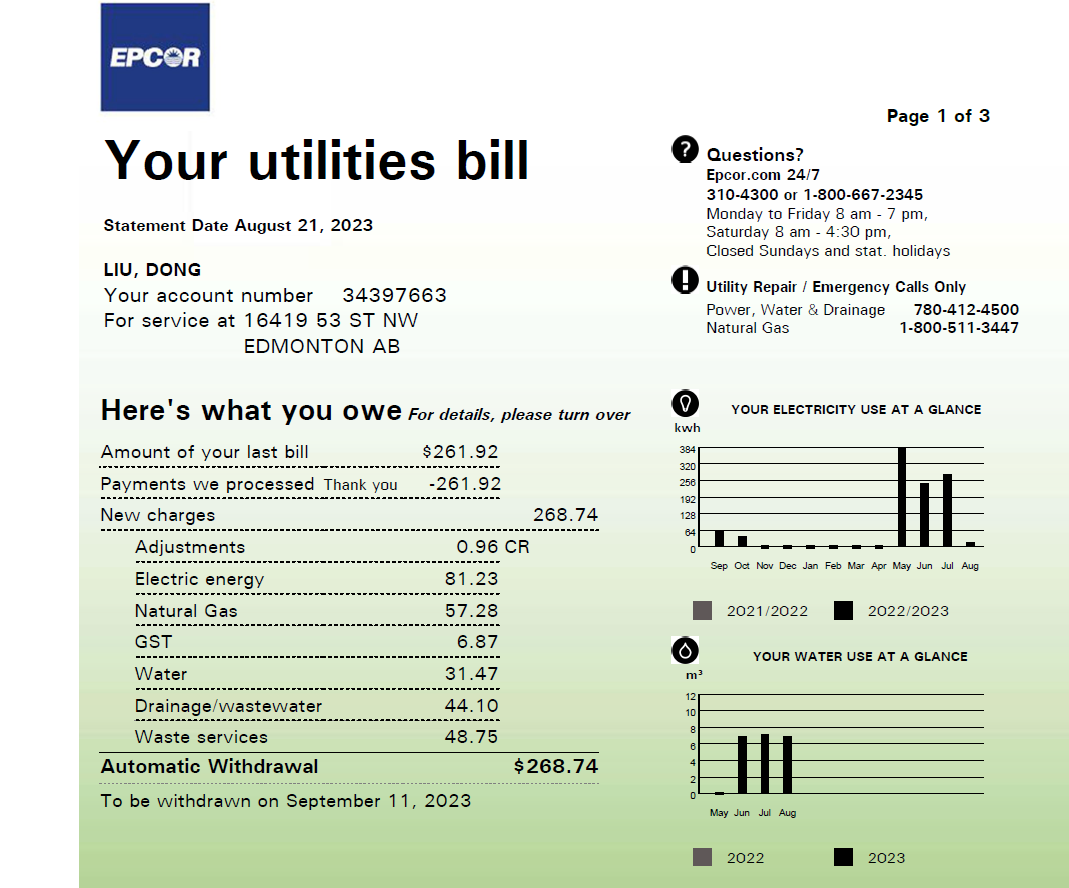 EPCOR
Page 1 of 3
Your utilities bill
Statement Date August 21, 2023
LIU, DONG
Your account number 34397663
For service at 16419 53 ST NW
EDMONTON AB
? Questions?
Epcor.com 24/7
310-4300 or 1-800-667-2345
Monday to Friday 8 am - 7 pm,
Saturday 8 am - 4:30 pm,
Closed Sundays and stat. holidays
! Utility Repair / Emergency Calls Only
Power, Water & Drainage 780-412-4500
Natural Gas 1-800-511-3447
Here's what you owe For details, please turn over
Amount of your last bill $261.92
Payments we processed Thank you -261.92
New charges 268.74
Adjustments 0.96 CR
Electric energy 81.23
Natural Gas 57.28
GST 6.87
Water 31.47
Drainage/wastewater 44.10
Waste services 48.75
Automatic Withdrawal $268.74
To be withdrawn on September 11, 2023
YOUR ELECTRICITY USE AT A GLANCE
kwh
384
320
256
192
128
64
0
Sep Oct Nov Dec Jan Feb Mar Apr May Jun Jul Aug
2021/2022 2022/2023
YOUR WATER USE AT A GLANCE
m³
12
10
8
6
4
2
0
May Jun Jul Aug
2022 2023